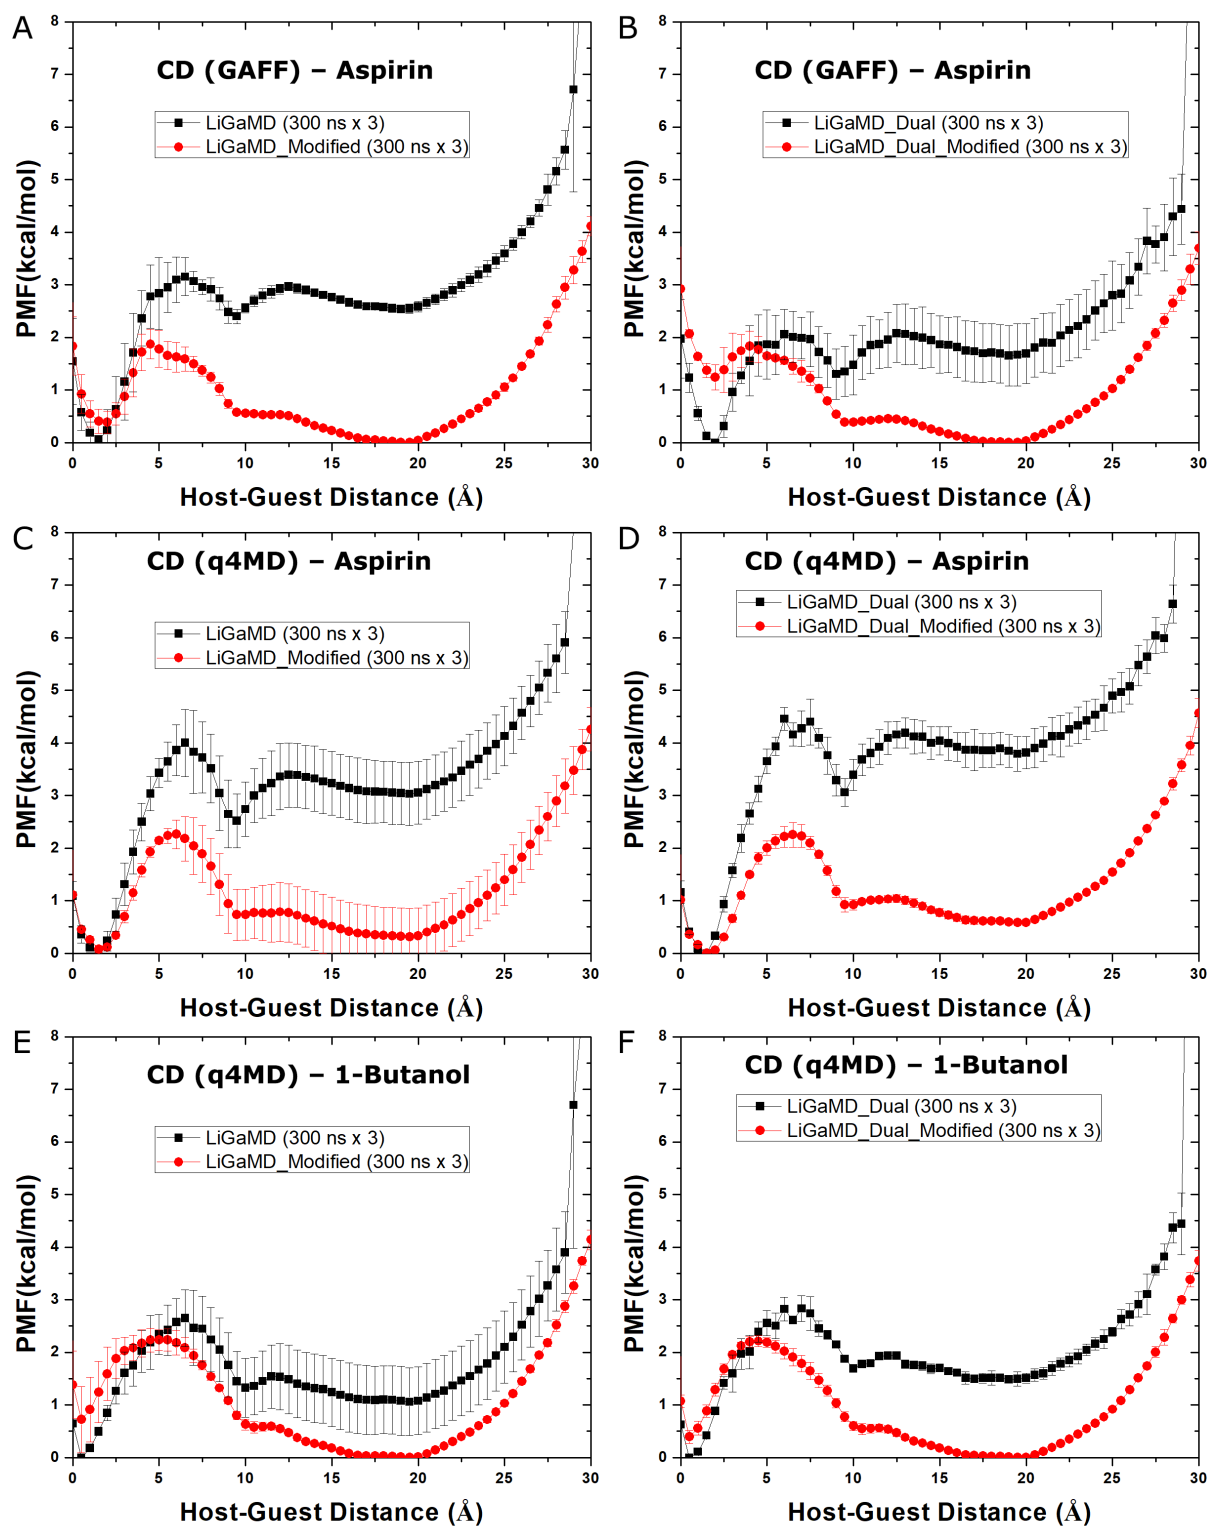 A
CD (GAFF) – Aspirin
LiGaMD (300 ns x 3)
LiGaMD_Modified (300 ns x 3)
PMF(kcal/mol)
8
7
6
5
4
3
2
1
0
0 5 10 15 20 25 30
Host-Guest Distance (Å)
B
CD (GAFF) – Aspirin
LiGaMD_Dual (300 ns x 3)
LiGaMD_Dual_Modified (300 ns x 3)
PMF(kcal/mol)
8
7
6
5
4
3
2
1
0
0 5 10 15 20 25 30
Host-Guest Distance (Å)
C
CD (q4MD) – Aspirin
LiGaMD (300 ns x 3)
LiGaMD_Modified (300 ns x 3)
PMF(kcal/mol)
8
7
6
5
4
3
2
1
0
0 5 10 15 20 25 30
Host-Guest Distance (Å)
D
CD (q4MD) – Aspirin
LiGaMD_Dual (300 ns x 3)
LiGaMD_Dual_Modified (300 ns x 3)
PMF(kcal/mol)
8
7
6
5
4
3
2
1
0
0 5 10 15 20 25 30
Host-Guest Distance (Å)
E
CD (q4MD) – 1-Butanol
LiGaMD (300 ns x 3)
LiGaMD_Modified (300 ns x 3)
PMF(kcal/mol)
8
7
6
5
4
3
2
1
0
0 5 10 15 20 25 30
Host-Guest Distance (Å)
F
CD (q4MD) – 1-Butanol
LiGaMD_Dual (300 ns x 3)
LiGaMD_Dual_Modified (300 ns x 3)
PMF(kcal/mol)
8
7
6
5
4
3
2
1
0
0 5 10 15 20 25 30
Host-Guest Distance (Å)